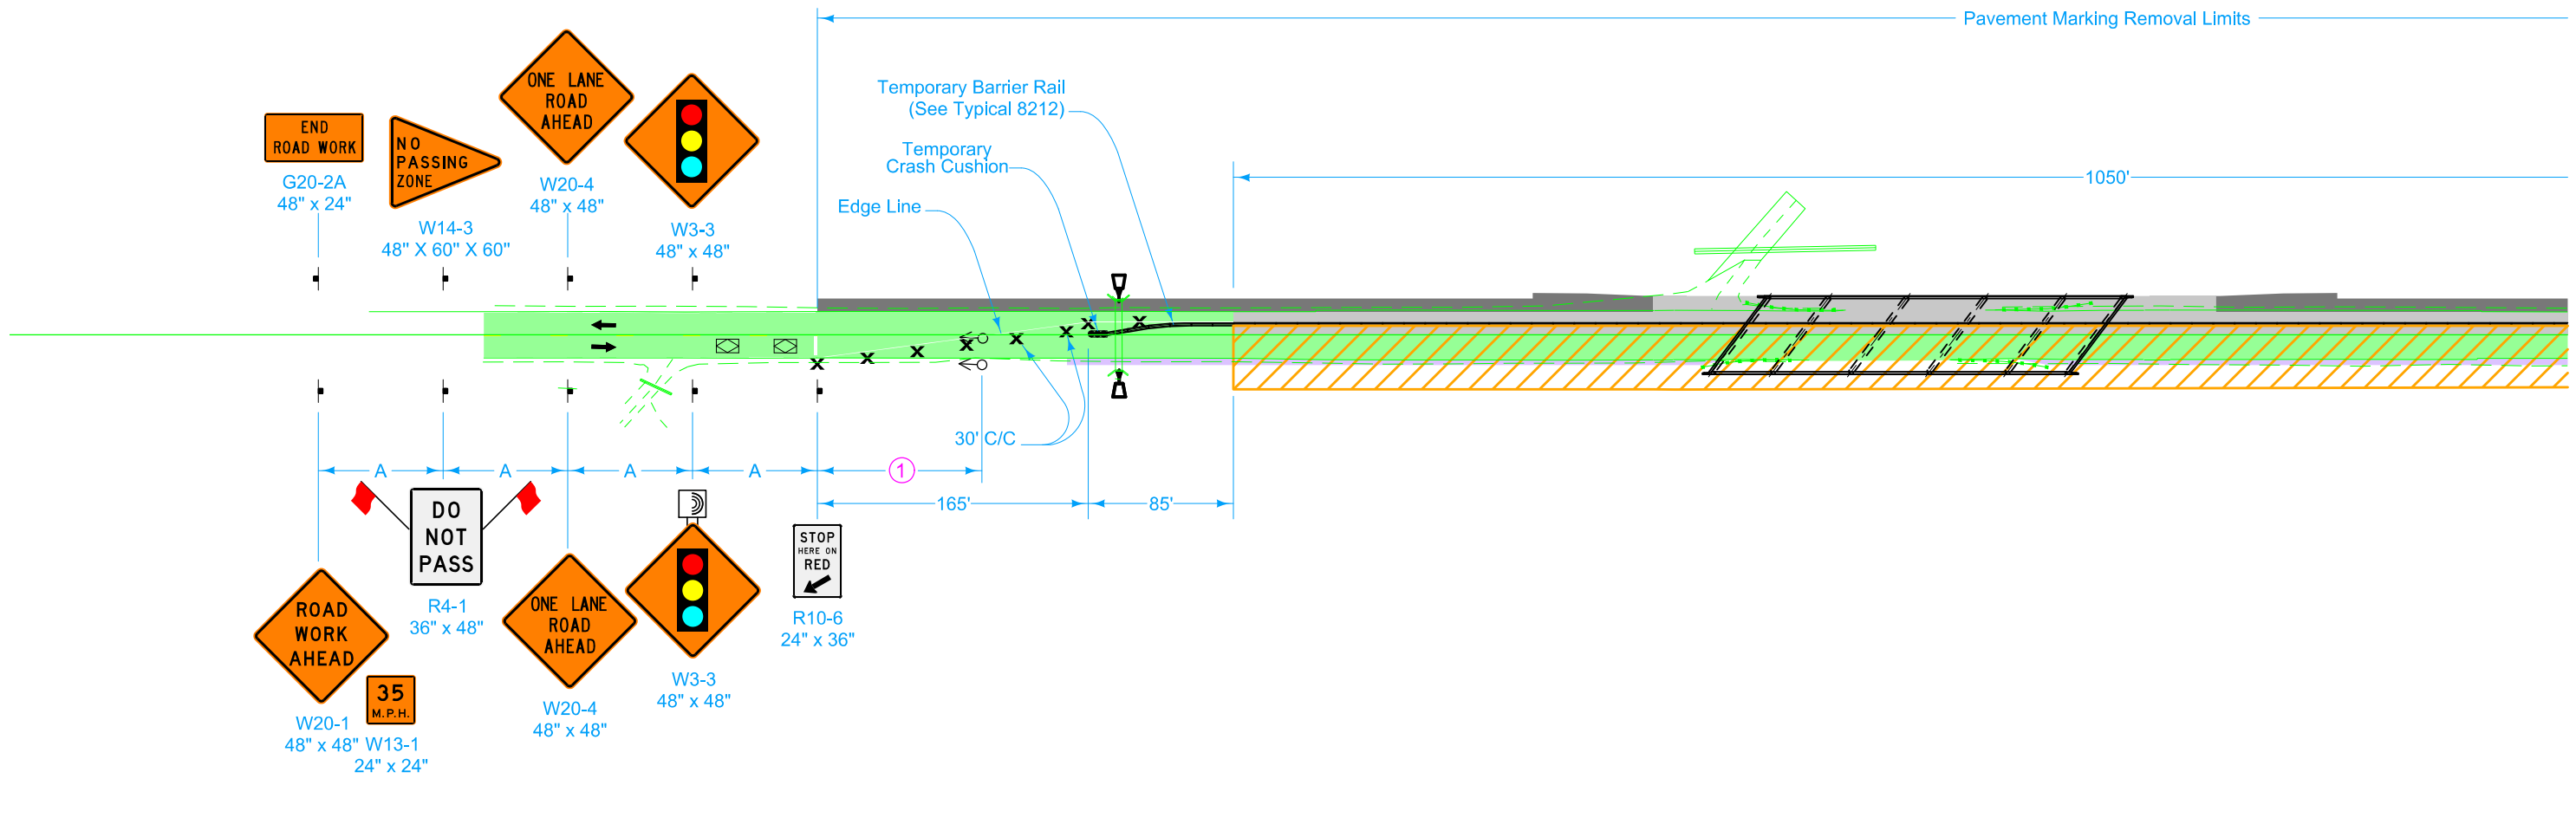 Pavement Marking Removal Limits
ONE LANE
ROAD
AHEAD
Temporary Barrier Rail
(See Typical 8212)
END
ROAD WORK
NO
PASSING
ZONE
Temporary
Crash Cushion
G20-2A
48" x 24"
W20-4
48" x 48"
1050'
Edge Line
W14-3
48" X 60" X 60"
W3-3
48" x 48"
X
X
X
X
X
X
X
X
X
30' C/C
A
A
A
A
1
165'
85'
DO
NOT
PASS
STOP
HERE ON
RED
ROAD
WORK
AHEAD
R4-1
36" x 48"
ONE LANE
ROAD
AHEAD
R10-6
24" x 36"
35
M.P.H.
W3-3
48" x 48"
W20-1
48" x 48"
W20-4
48" x 48"
W13-1
24" x 24"